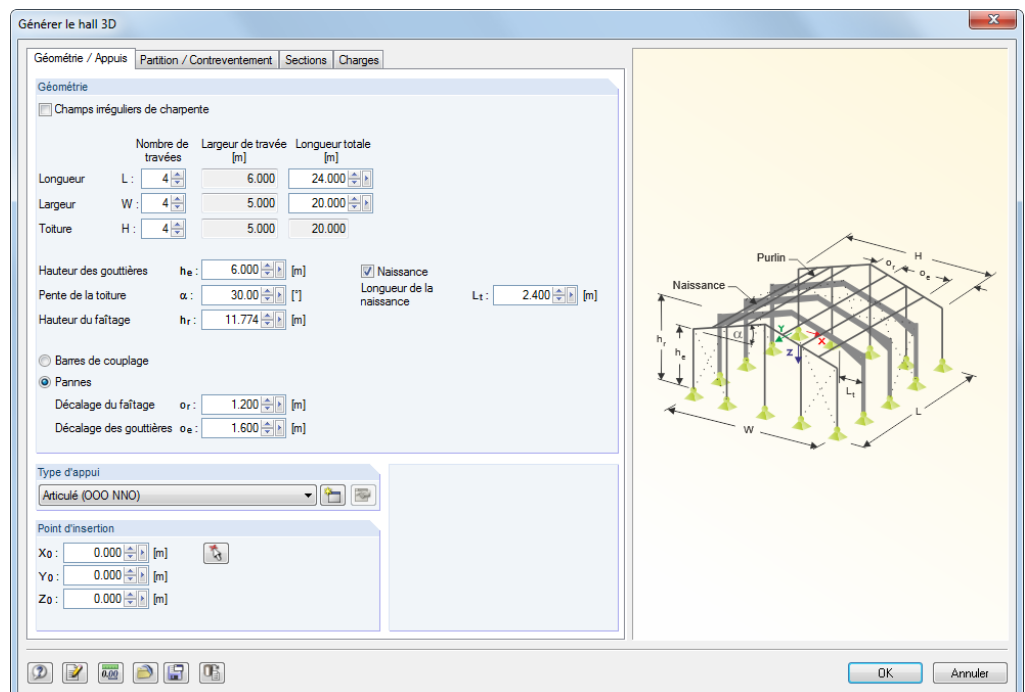 Générer le hall 3D
Géométrie / Appuis Partition / Contreventement Sections Charges
Géométrie
Champs irréguliers de charpente
Nombre de travées Largeur de travée [m] Longueur totale [m]
Longueur L : 4 6.000 24.000
Largeur W : 4 5.000 20.000
Toiture H : 4 5.000 20.000
Hauteur des gouttières he : 6.000 [m] Naissance
Pente de la toiture α : 30.00 [°] Longueur de la naissance Lt : 2.400 [m]
Hauteur du faîtage hr : 11.774 [m]
Barres de couplage
Pannes
Décalage du faîtage or : 1.200 [m]
Décalage des gouttières oe : 1.600 [m]
Type d'appui
Articulé (OOO NNO)
Point d'insertion
X0 : 0.000 [m]
Y0 : 0.000 [m]
Z0 : 0.000 [m]
Purlin
H
or
oe
Naissance
hr
he
α
Y
X
Z
Lt
L
W
0.00
OK Annuler